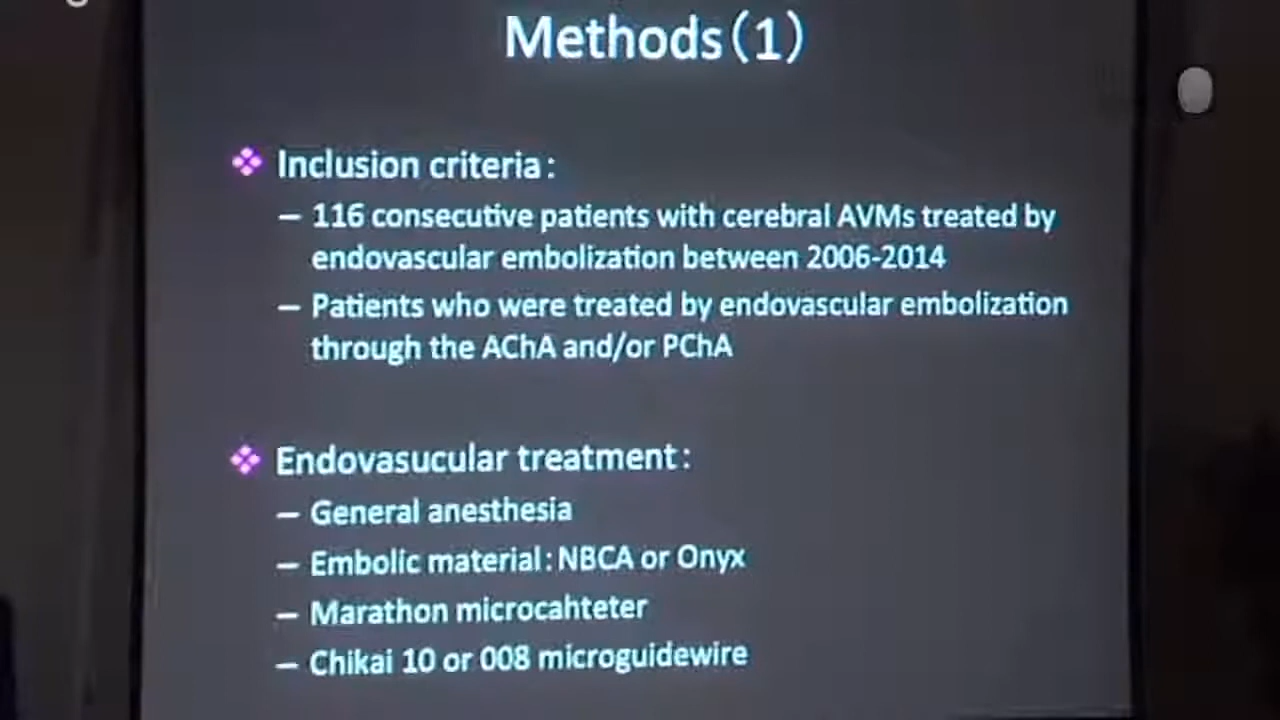 Methods(1)
Inclusion criteria:
– 116 consecutive patients with cerebral AVMs treated by
endovascular embolization between 2006-2014
– Patients who were treated by endovascular embolization
through the AChA and/or PChA
Endovasucular treatment:
– General anesthesia
– Embolic material: NBCA or Onyx
– Marathon microcahteter
– Chikai 10 or 008 microguidewire